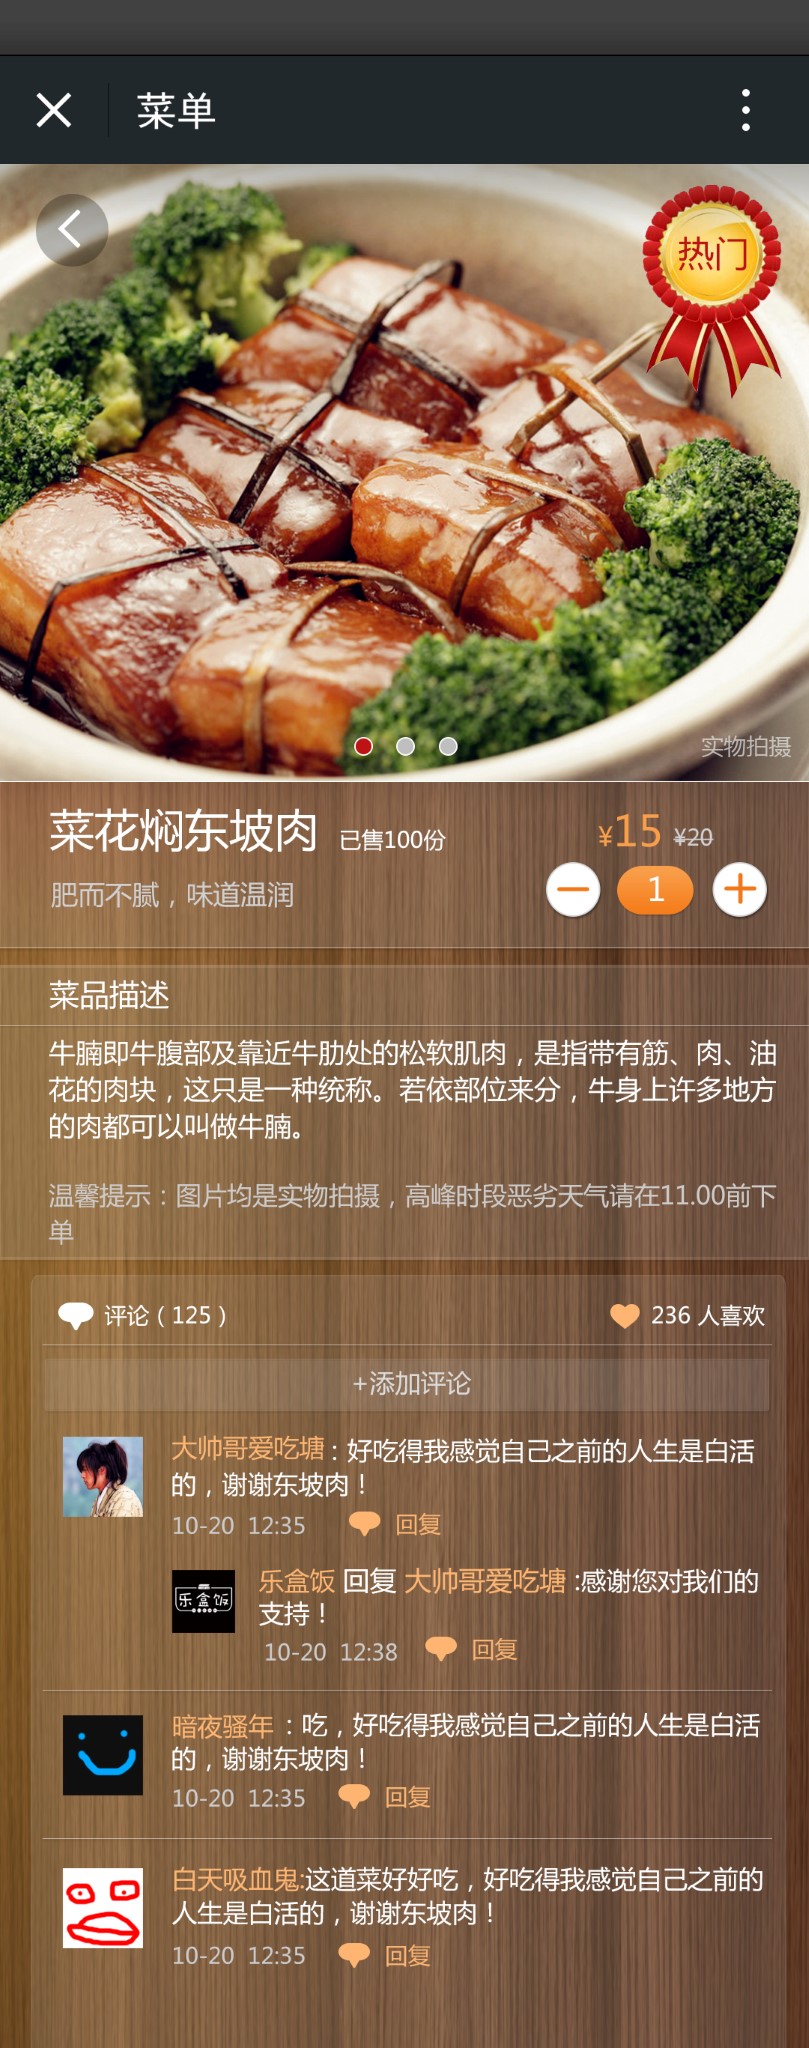 菜单
热门
实物拍摄
菜花焖东坡肉 已售100份 ¥15 ¥20
肥而不腻，味道温润
1
菜品描述
牛腩即牛腹部及靠近牛肋处的松软肌肉，是指带有筋、肉、油
花的肉块，这只是一种统称。若依部位来分，牛身上许多地方
的肉都可以叫做牛腩。
温馨提示：图片均是实物拍摄，高峰时段恶劣天气请在11.00前下
单
评论（125） 236 人喜欢
+添加评论
大帅哥爱吃塘：好吃得我感觉自己之前的人生是白活
的，谢谢东坡肉！
10-20 12:35 回复
乐盒饭
乐盒饭 回复 大帅哥爱吃塘 :感谢您对我们的
支持！
10-20 12:38 回复
暗夜骚年 ：吃，好吃得我感觉自己之前的人生是白活
的，谢谢东坡肉！
10-20 12:35 回复
白天吸血鬼:这道菜好好吃，好吃得我感觉自己之前的
人生是白活的，谢谢东坡肉！
10-20 12:35 回复